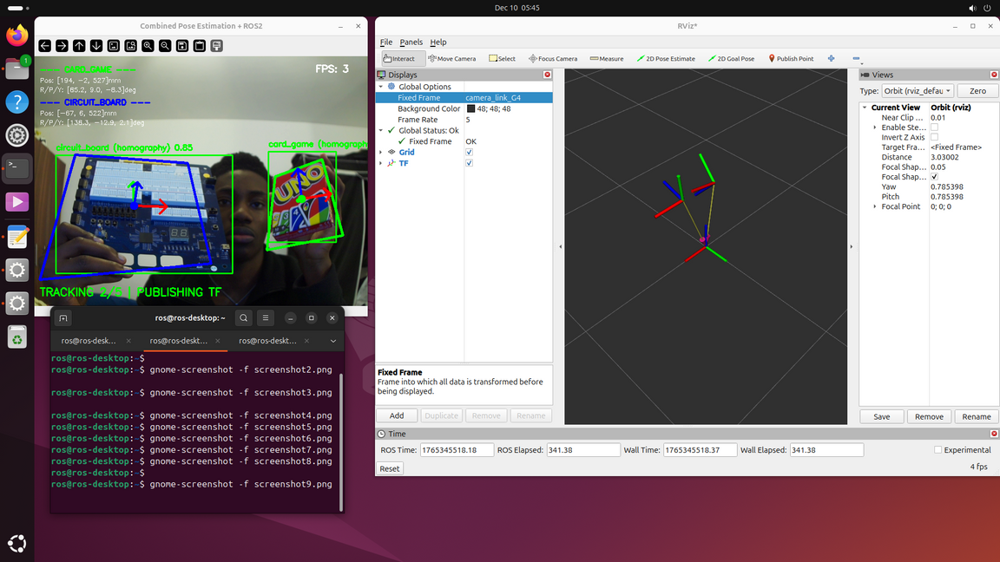 Dec 10 05:45
Combined Pose Estimation + ROS2
---- CARD_GAME ----
FPS: 3
Pos: [194, -2, 527]mm
R/P/Y: [65.2, 9.0, -8.3]deg
--- CIRCUIT_BOARD ---
Pos: [-67, 6, 522]mm
R/P/Y: [136.3, -12.9, 2.1]deg
circuit_board (homography) 0.85
card_game (homograph
UNO
TRACKING 2/3 | PUBLISHING TF
1
ros@ros-desktop: ~
ros@ros-desk...
ros@ros-deskt...
ros@ros-deskt...
ros@ros-desktop:~$
ros@ros-desktop:~$ gnome-screenshot -f screenshot2.png
ros@ros-desktop:~$ gnome-screenshot -f screenshot3.png
ros@ros-desktop:~$ gnome-screenshot -f screenshot4.png
ros@ros-desktop:~$ gnome-screenshot -f screenshot5.png
ros@ros-desktop:~$ gnome-screenshot -f screenshot6.png
ros@ros-desktop:~$ gnome-screenshot -f screenshot7.png
ros@ros-desktop:~$ gnome-screenshot -f screenshot8.png
ros@ros-desktop:~$
ros@ros-desktop:~$ gnome-screenshot -f screenshot9.png
RViz*
File Panels Help
Interact Move Camera Select Focus Camera Measure 2D Pose Estimate 2D Goal Pose Publish Point
Displays
Global Options
Fixed Frame camera_link_G4
Background Color 48; 48; 48
Frame Rate 5
Global Status: Ok
Fixed Frame OK
Grid
TF
Fixed Frame
Frame into which all data is transformed before
being displayed.
Add Duplicate Remove Rename
Views
Type: Orbit (rviz_defau Zero
Current View Orbit (rviz)
Near Clip ... 0.01
Enable Ste...
Invert Z Axis
Target Fra... <Fixed Frame>
Distance 3.03002
Focal Shap... 0.05
Focal Shap...
Yaw 0.785398
Pitch 0.785398
Focal Point 0; 0; 0
Save Remove Rename
Time
ROS Time: 1765345518.18 ROS Elapsed: 341.38 Wall Time: 1765345518.37 Wall Elapsed: 341.38 Experimental
Reset 4 fps